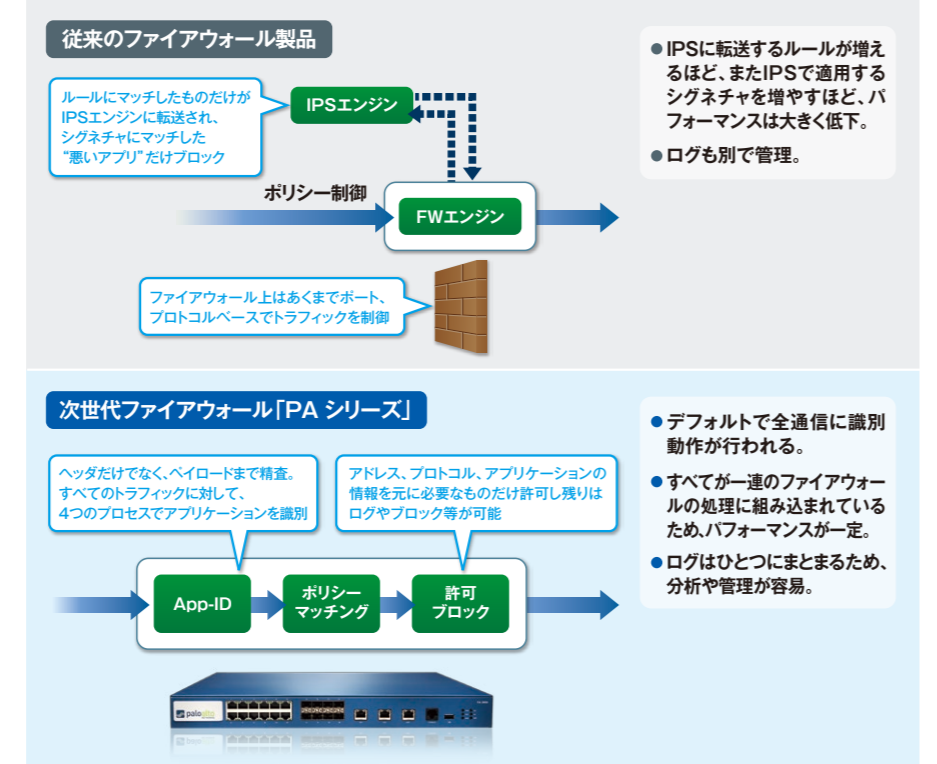 従来のファイアウォール製品
ルールにマッチしたものだけが
IPSエンジンに転送され、
シグネチャにマッチした
“悪いアプリ”だけブロック
IPSエンジン
ポリシー制御
FWエンジン
ファイアウォール上はあくまでポート、
プロトコルベースでトラフィックを制御
●IPSに転送するルールが増え
るほど、またIPSで適用する
シグネチャを増やすほど、パ
フォーマンスは大きく低下。
●ログも別で管理。
次世代ファイアウォール「PA シリーズ」
ヘッダだけでなく、ペイロードまで精査。
すべてのトラフィックに対して、
4つのプロセスでアプリケーションを識別
アドレス、プロトコル、アプリケーションの
情報を元に必要なものだけ許可し残りは
ログやブロック等が可能
App-ID
ポリシー
マッチング
許可
ブロック
●デフォルトで全通信に識別
動作が行われる。
●すべてが一連のファイアウォー
ルの処理に組み込まれている
ため、パフォーマンスが一定。
●ログはひとつにまとまるため、
分析や管理が容易。
paloalto